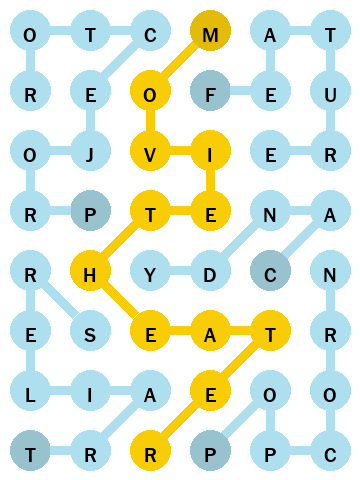 O T C M A T
R E O F E U
O J V I E R
R P T E N A
R H Y D C N
E S E A T R
L I A E O O
T R R P P C